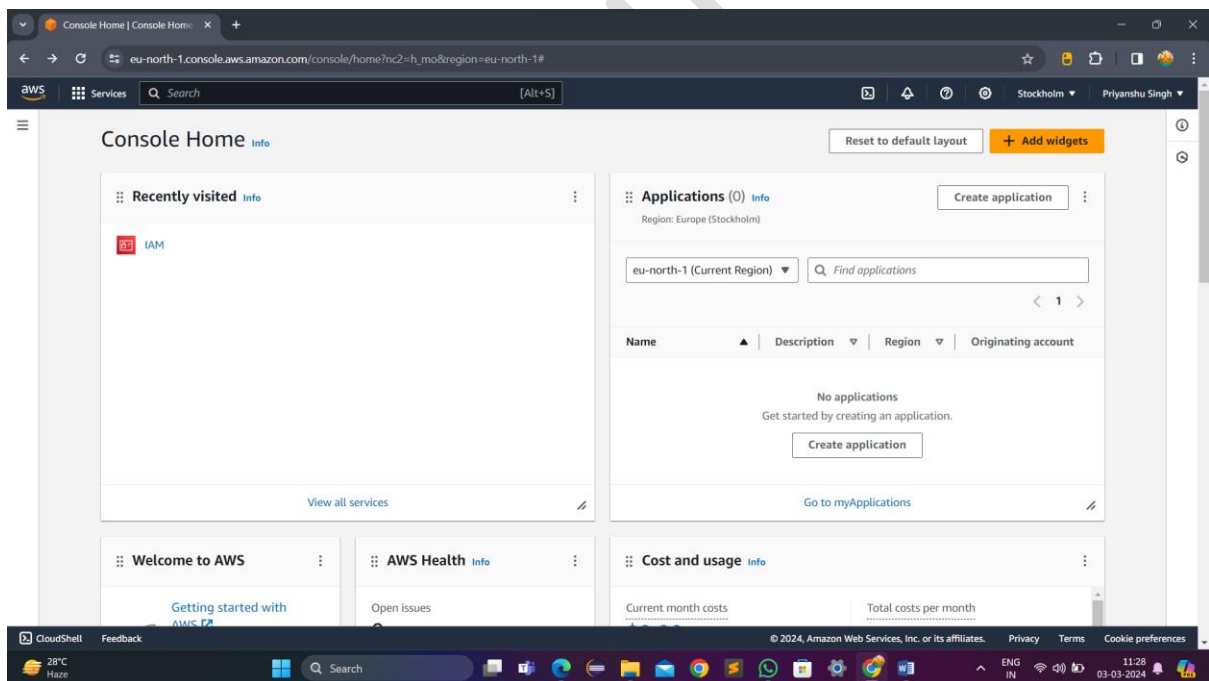 Console Home | Console Home
eu-north-1.console.aws.amazon.com/console/home?nc2=h_mo&region=eu-north-1#
aws Services Search [Alt+S] Stockholm Priyanshu Singh
Console Home Info
Reset to default layout
+ Add widgets
Recently visited Info
IAM
View all services
Applications (0) Info
Region: Europe (Stockholm)
Create application
eu-north-1 (Current Region)
Find applications
1
Name Description Region Originating account
No applications
Get started by creating an application.
Create application
Go to myApplications
Welcome to AWS
Getting started with
AWS
AWS Health Info
Open issues
Cost and usage Info
Current month costs
Total costs per month
CloudShell Feedback © 2024, Amazon Web Services, Inc. or its affiliates. Privacy Terms Cookie preferences
28°C
Haze
Search
ENG
IN
11:28
03-03-2024